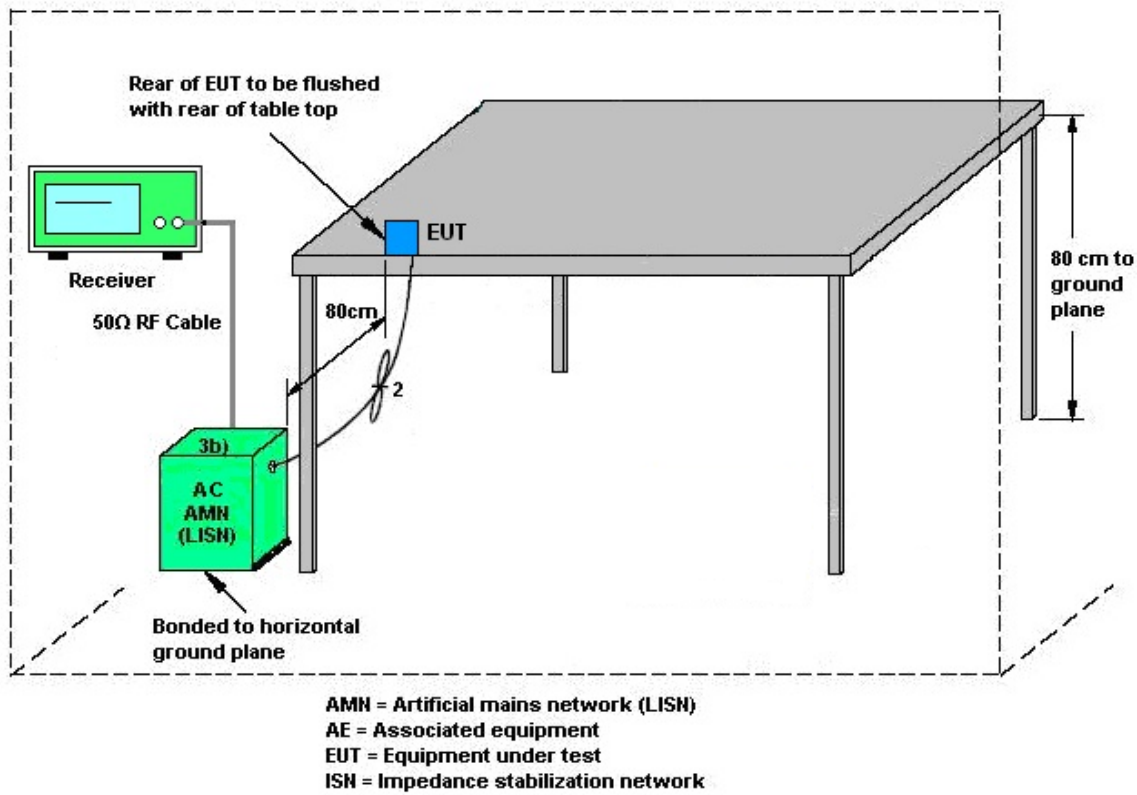 Rear of EUT to be flushed
with rear of table top
EUT
Receiver
50Ω RF Cable
80cm
2
80 cm to
ground
plane
3b)
AC
AMN
(LISN)
Bonded to horizontal
ground plane
AMN = Artificial mains network (LISN)
AE = Associated equipment
EUT = Equipment under test
ISN = Impedance stabilization network